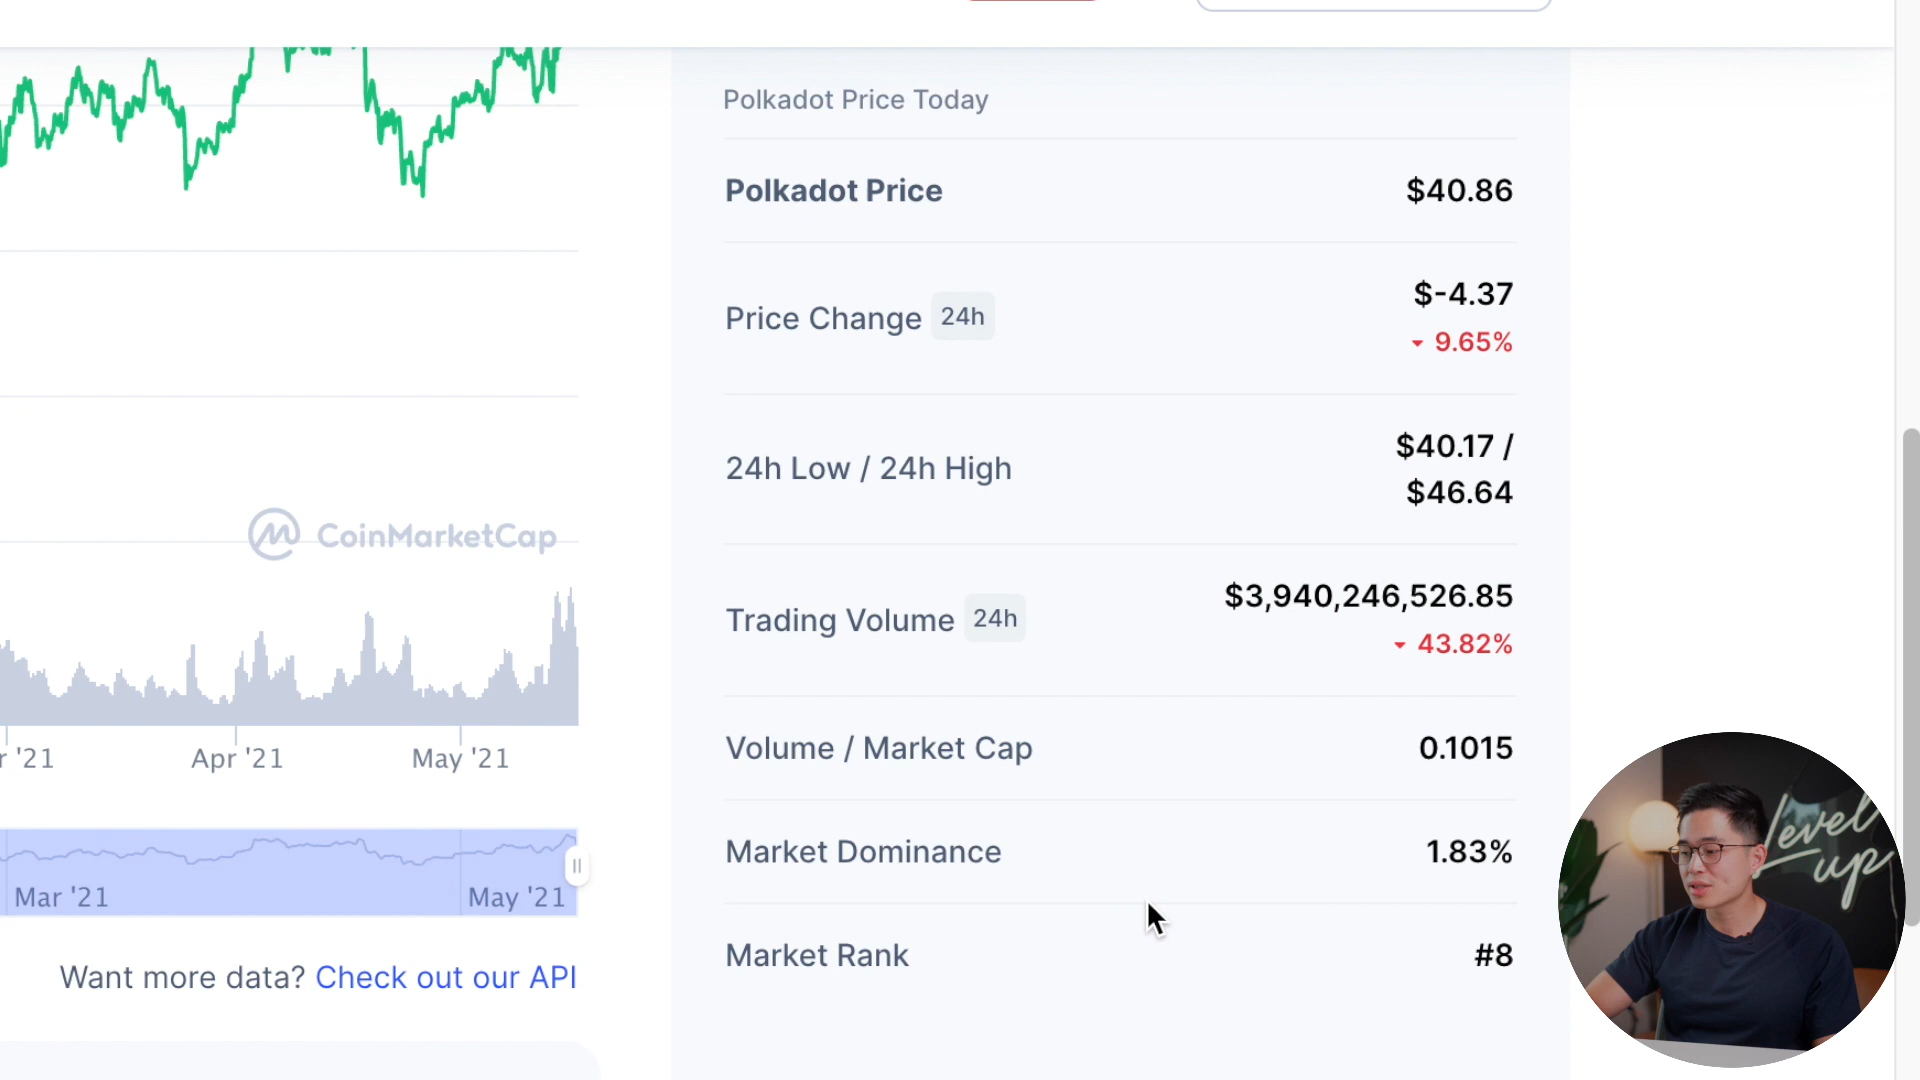 Polkadot Price Today
Polkadot Price $40.86
Price Change 24h $-4.37
9.65%
24h Low / 24h High $40.17 /
$46.64
Trading Volume 24h $3,940,246,526.85
43.82%
Volume / Market Cap 0.1015
Market Dominance 1.83%
Market Rank #8
CoinMarketCap
'21 Apr '21 May '21
Mar '21 May '21
Want more data? Check out our API
Level
up